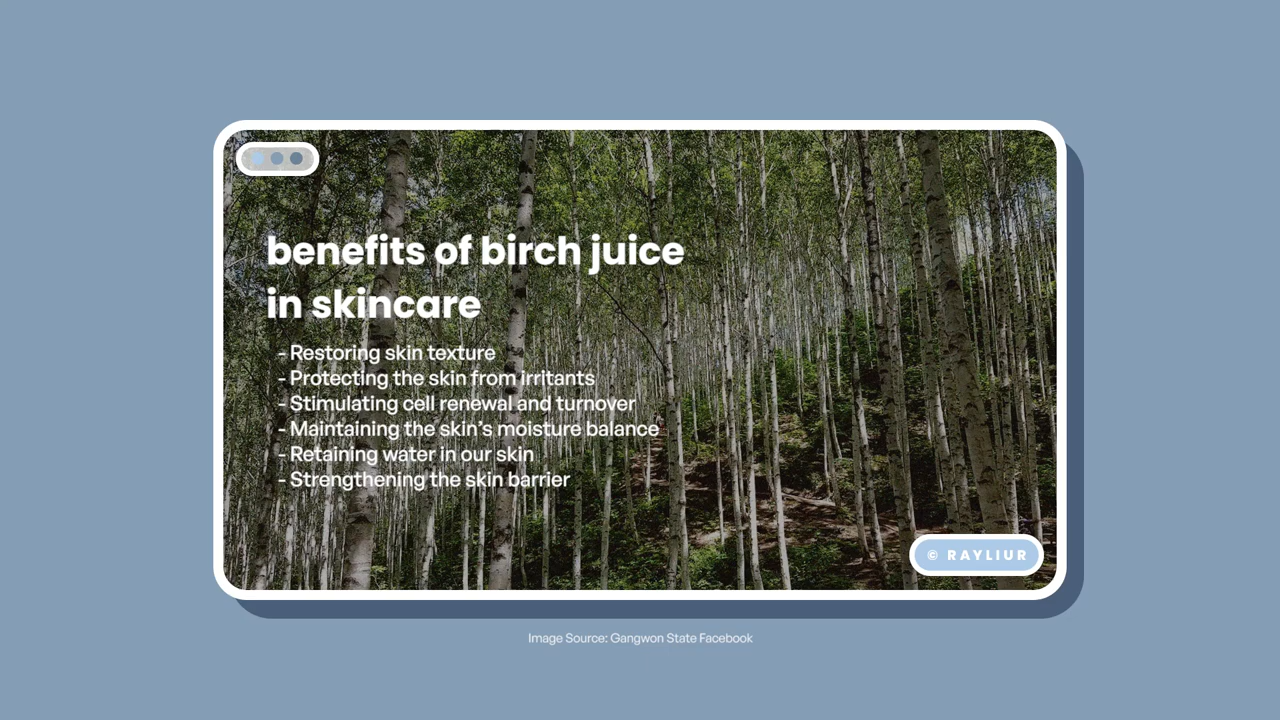 benefits of birch juice
in skincare
- Restoring skin texture
- Protecting the skin from irritants
- Stimulating cell renewal and turnover
- Maintaining the skin's moisture balance
- Retaining water in our skin
- Strengthening the skin barrier
© RAYLIUR
Image Source: Gangwon State Facebook